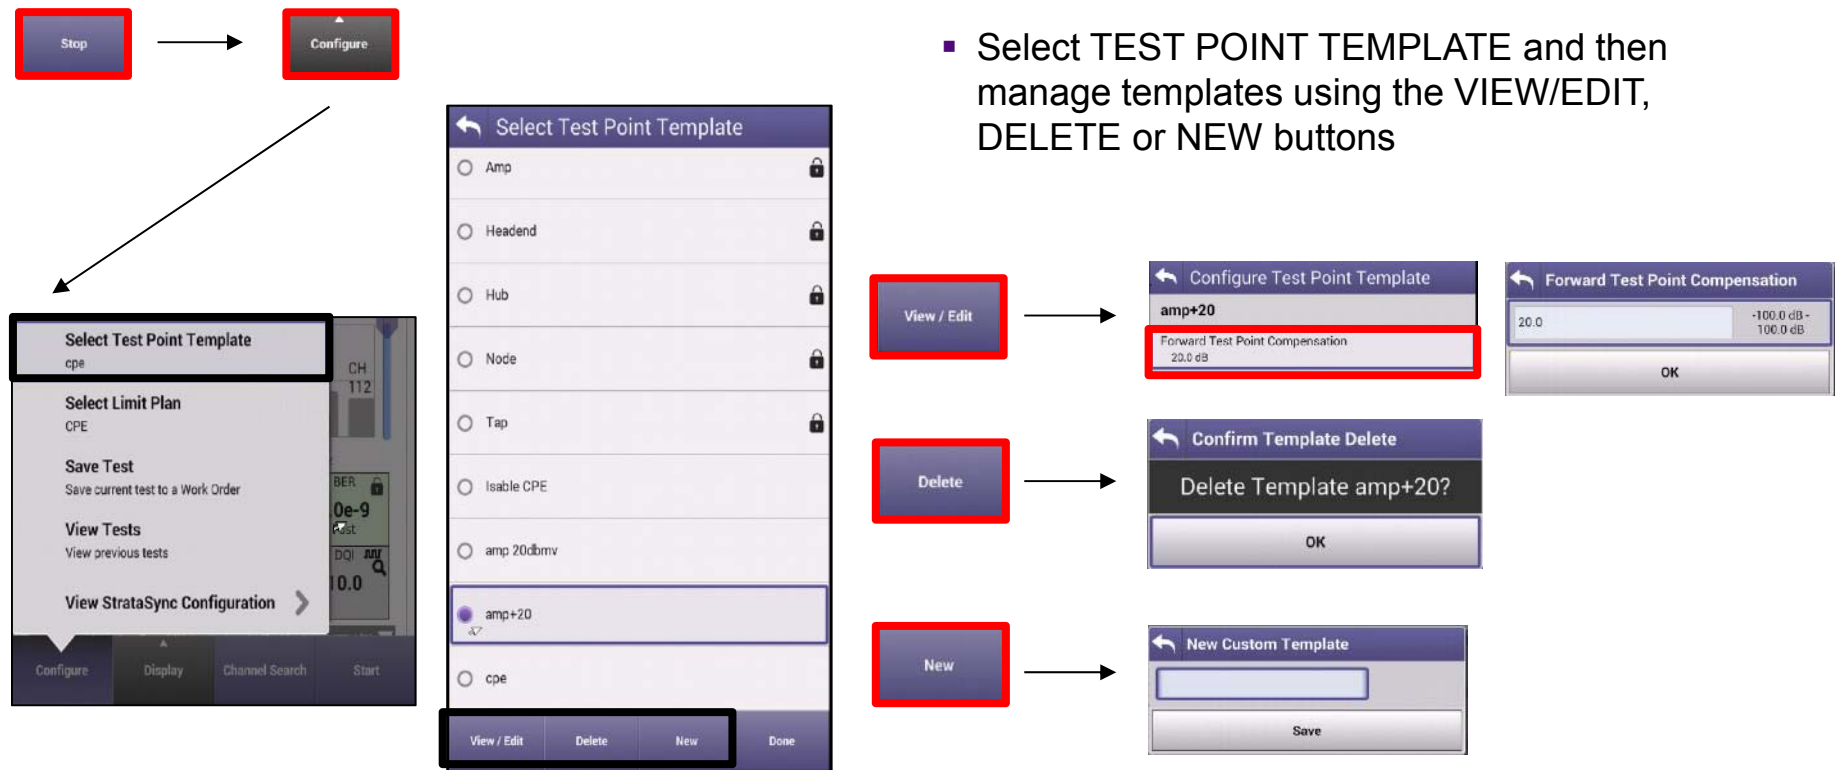 Stop
Configure
▪ Select TEST POINT TEMPLATE and then
manage templates using the VIEW/EDIT,
DELETE or NEW buttons
Select Test Point Template
cpe
Select Limit Plan
CPE
Save Test
Save current test to a Work Order
View Tests
View previous tests
View StrataSync Configuration
CH
112
BER
.0e-9
DQI
10.0
Configure
Display
Channel Search
Start
Select Test Point Template
Amp
Headend
Hub
Node
Tap
Isable CPE
amp 20dbmv
amp+20
cpe
View / Edit
Delete
New
Done
View / Edit
Configure Test Point Template
amp+20
Forward Test Point Compensation
20.0 dB
Forward Test Point Compensation
20.0
-100.0 dB -
100.0 dB
OK
Delete
Confirm Template Delete
Delete Template amp+20?
OK
New
New Custom Template
Save